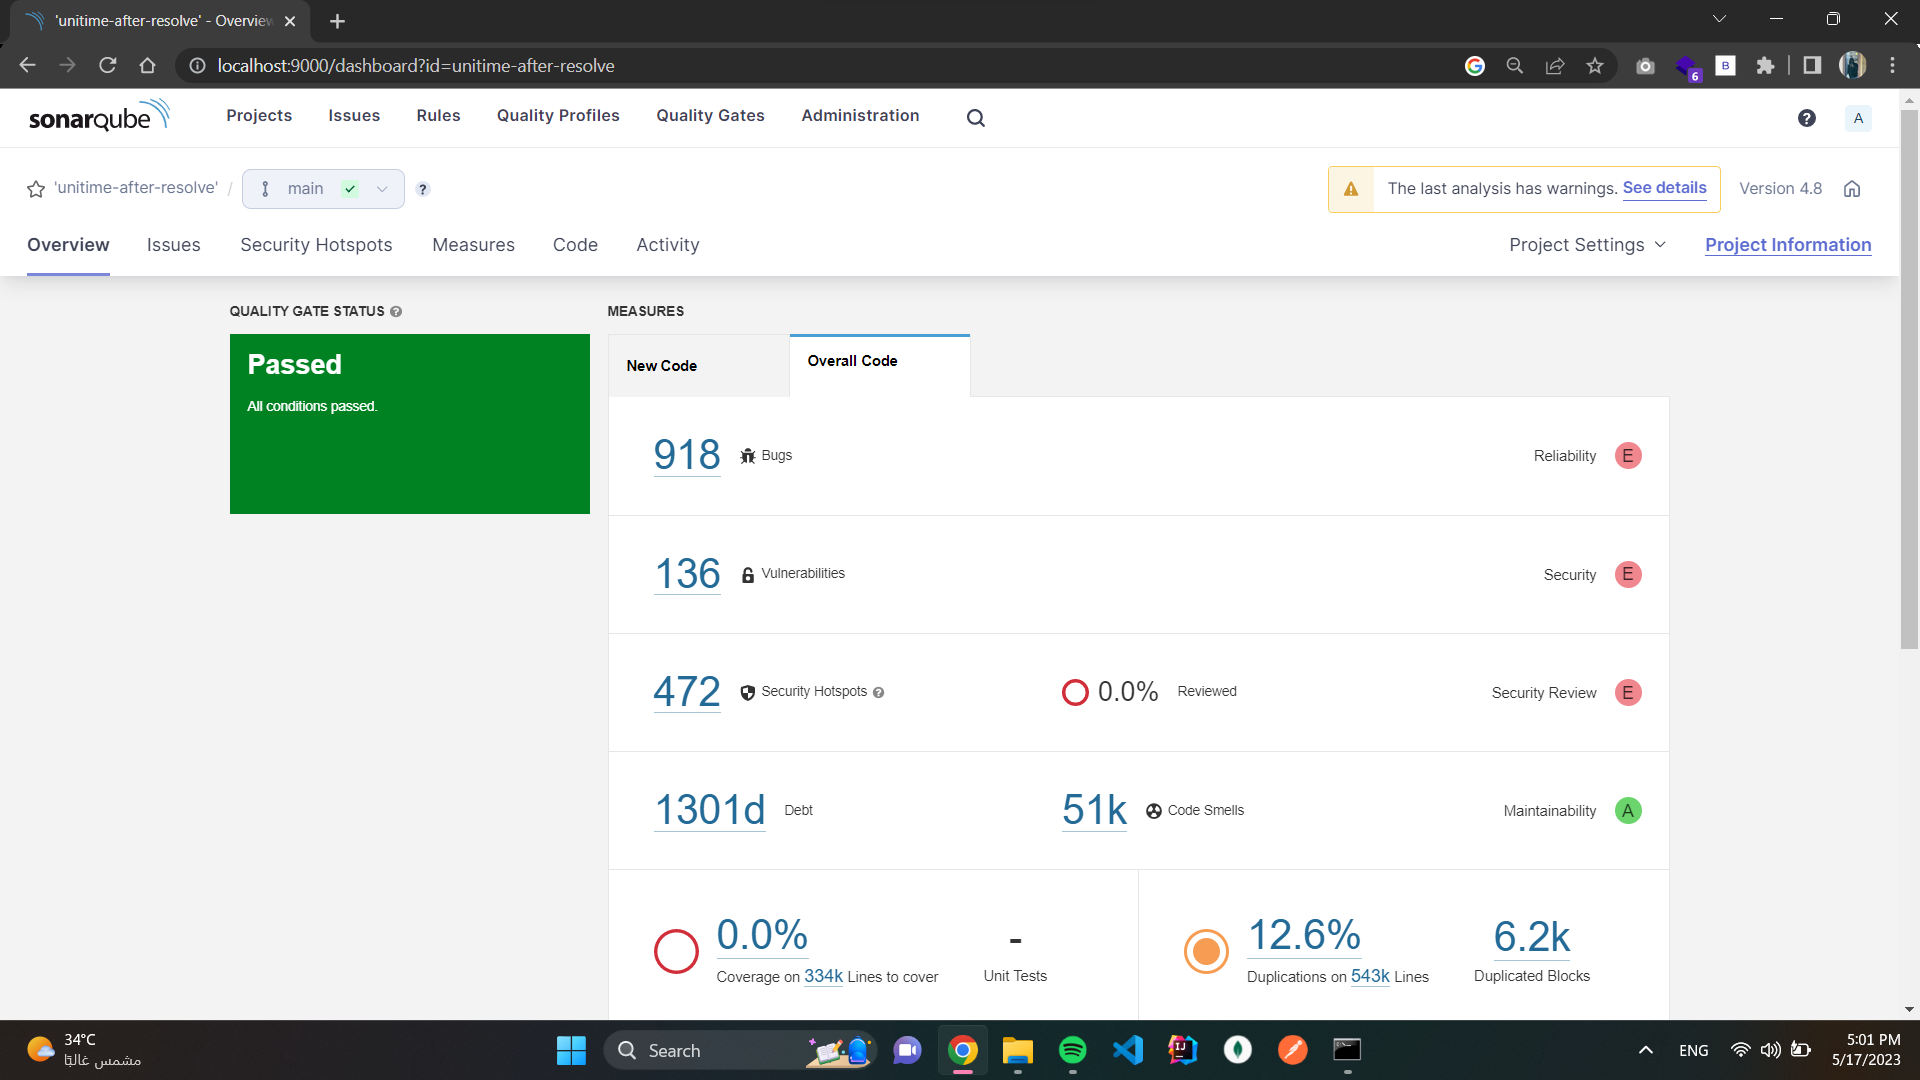 'unitime-after-resolve' - Overview
localhost:9000/dashboard?id=unitime-after-resolve
6
B
sonarqube
Projects
Issues
Rules
Quality Profiles
Quality Gates
Administration
?
A
'unitime-after-resolve' /
main
?
The last analysis has warnings. See details
Version 4.8
Overview
Issues
Security Hotspots
Measures
Code
Activity
Project Settings
Project Information
QUALITY GATE STATUS ?
MEASURES
Passed
All conditions passed.
New Code
Overall Code
918 Bugs
Reliability E
136 Vulnerabilities
Security E
472 Security Hotspots ?
0.0% Reviewed
Security Review E
1301d Debt
51k Code Smells
Maintainability A
0.0%
Coverage on 334k Lines to cover
-
Unit Tests
12.6%
Duplications on 543k Lines
6.2k
Duplicated Blocks
34°C
مشمس غالبًا
Search
IJ
ENG
5:01 PM
5/17/2023